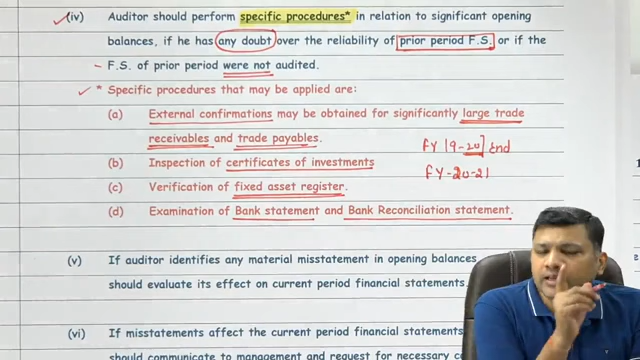 (iv) Auditor should perform specific procedures* in relation to significant opening
balances, if he has any doubt over the reliability of prior period F.S. or if the
F.S. of prior period were not audited.
* Specific procedures that may be applied are:
(a) External confirmations may be obtained for significantly large trade
receivables and trade payables.
FY 19-20 End
(b) Inspection of certificates of investments
FY-20-21
(c) Verification of fixed asset register.
(d) Examination of Bank statement and Bank Reconciliation statement.
(v) If auditor identifies any material misstatement in opening balances
should evaluate its effect on current period financial statements.
(vi) If misstatements affect the current period financial statements
should communicate to management and request for necessary